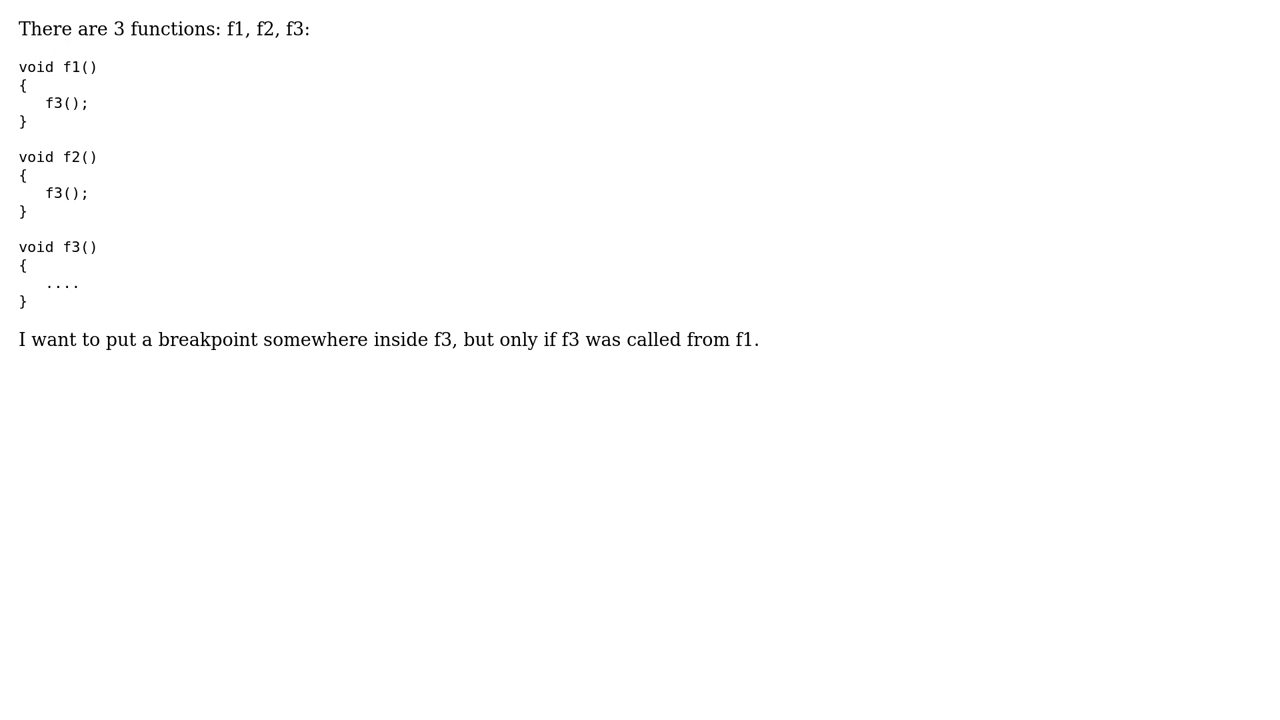 There are 3 functions: f1, f2, f3:
void f1()
{
   f3();
}
void f2()
{
   f3();
}
void f3()
{
   ....
}
I want to put a breakpoint somewhere inside f3, but only if f3 was called from f1.